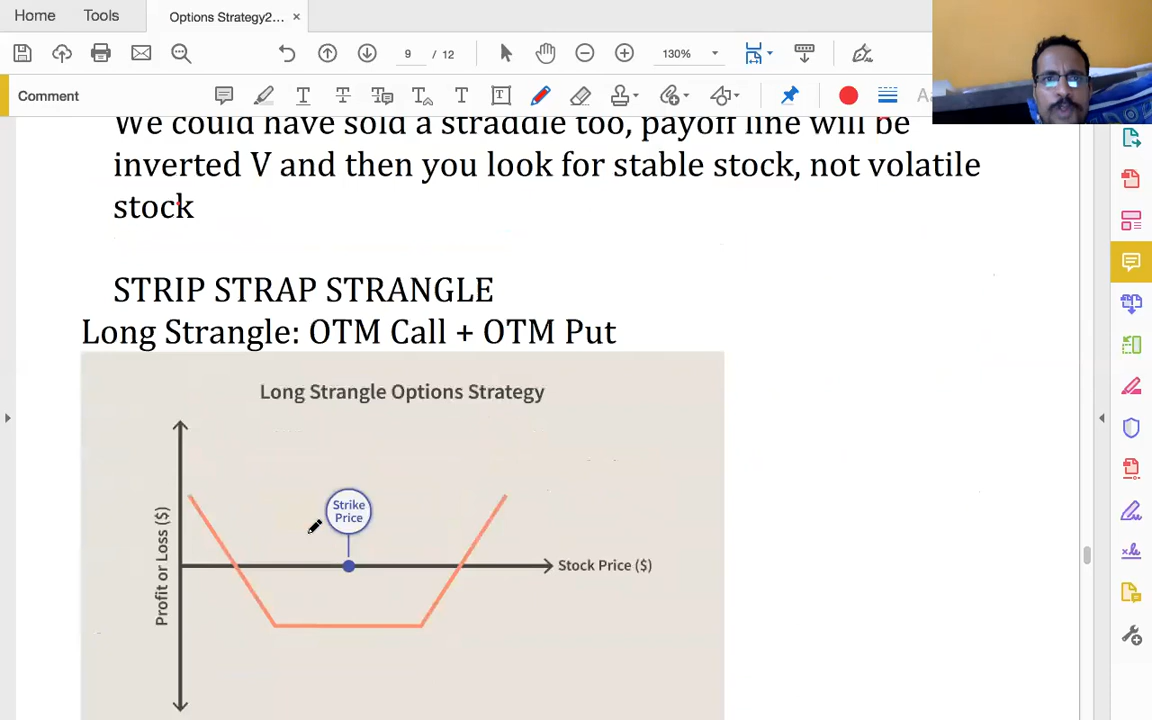 Home
Tools
Options Strategy2... ×
9 / 12
130%
Comment
We could have sold a straddle too, payoff line will be
inverted V and then you look for stable stock, not volatile
stock
STRIP STRAP STRANGLE
Long Strangle: OTM Call + OTM Put
Long Strangle Options Strategy
Strike
Price
Profit or Loss ($)
Stock Price ($)